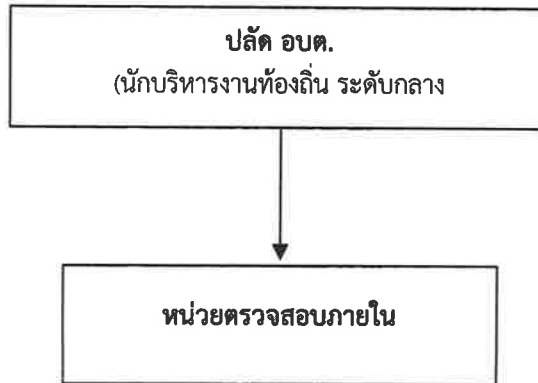 ปลัด อบต.
(นักบริหารงานท้องถิ่น ระดับกลาง
หน่วยตรวจสอบภายใน